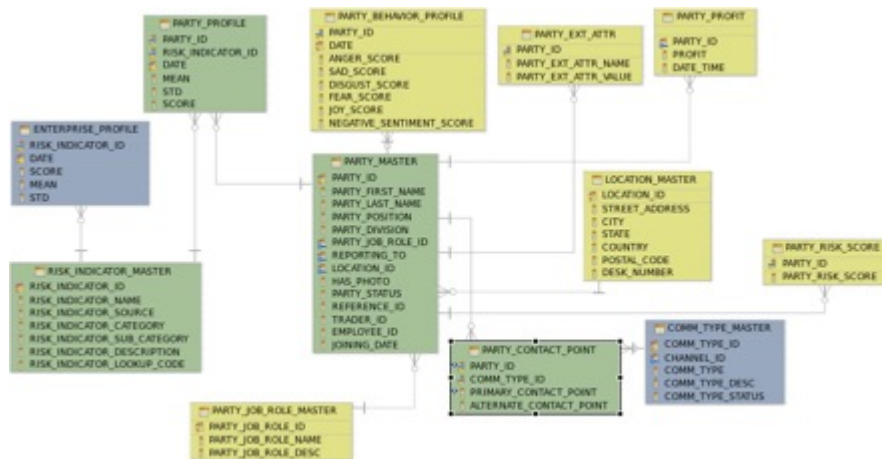 PARTY_PROFILE
PARTY_ID
RISK_INDICATOR_ID
DATE
MEAN
STD
SCORE
PARTY_BEHAVIOR_PROFILE
PARTY_ID
DATE
ANGER_SCORE
SAD_SCORE
DISGUST_SCORE
FEAR_SCORE
JOY_SCORE
NEGATIVE_SENTIMENT_SCORE
PARTY_EXT_ATTR
PARTY_ID
PARTY_EXT_ATTR_NAME
PARTY_EXT_ATTR_VALUE
PARTY_PROFIT
PARTY_ID
PROFIT
DATE_TIME
ENTERPRISE_PROFILE
RISK_INDICATOR_ID
DATE
SCORE
MEAN
STD
PARTY_MASTER
PARTY_ID
PARTY_FIRST_NAME
PARTY_LAST_NAME
PARTY_POSITION
PARTY_DIVISION
PARTY_JOB_ROLE_ID
REPORTING_TO
LOCATION_ID
HAS_PHOTO
PARTY_STATUS
REFERENCE_ID
TRADER_ID
EMPLOYEE_ID
JOINING_DATE
LOCATION_MASTER
LOCATION_ID
STREET_ADDRESS
CITY
STATE
COUNTRY
POSTAL_CODE
DESK_NUMBER
PARTY_RISK_SCORE
PARTY_ID
PARTY_RISK_SCORE
RISK_INDICATOR_MASTER
RISK_INDICATOR_ID
RISK_INDICATOR_NAME
RISK_INDICATOR_SOURCE
RISK_INDICATOR_CATEGORY
RISK_INDICATOR_SUB_CATEGORY
RISK_INDICATOR_DESCRIPTION
RISK_INDICATOR_LOOKUP_CODE
PARTY_CONTACT_POINT
PARTY_ID
COMM_TYPE_ID
PRIMARY_CONTACT_POINT
ALTERNATE_CONTACT_POINT
COMM_TYPE_MASTER
COMM_TYPE_ID
CHANNEL_ID
COMM_TYPE
COMM_TYPE_DESC
COMM_TYPE_STATUS
PARTY_JOB_ROLE_MASTER
PARTY_JOB_ROLE_ID
PARTY_JOB_ROLE_NAME
PARTY_JOB_ROLE_DESC